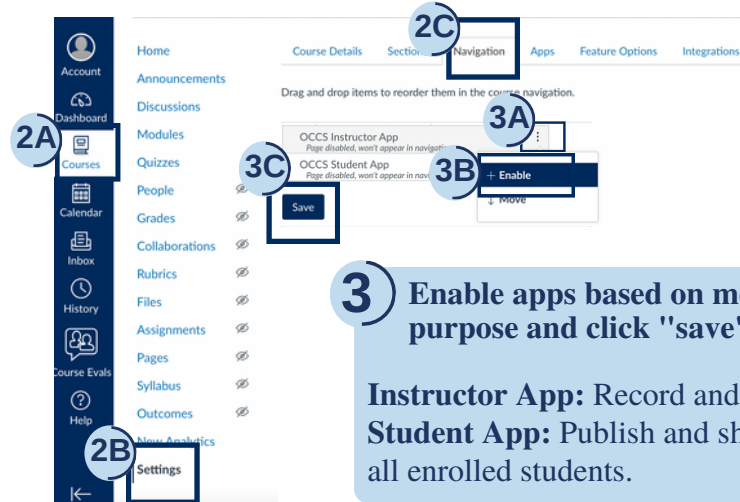 Account
Dashboard
2A
Courses
Calendar
Inbox
History
Course Evals
Help
Home
Announcements
Discussions
Modules
Quizzes
People
Grades
Collaborations
Rubrics
Files
Assignments
Pages
Syllabus
Outcomes
New Analytics
2B
Settings
2C
Course Details
Navigation
Apps
Feature Options
Integrations
Drag and drop items to reorder them in the course navigation.
3A
OCCS Instructor App
Page disabled, won't appear in
OCCS Student App
Page disabled, won't appear in
3B
+ Enable
↓ Move
3C
Save
3
Enable apps based on
purpose and click "save"
Instructor App: Record and
Student App: Publish and
all enrolled students.